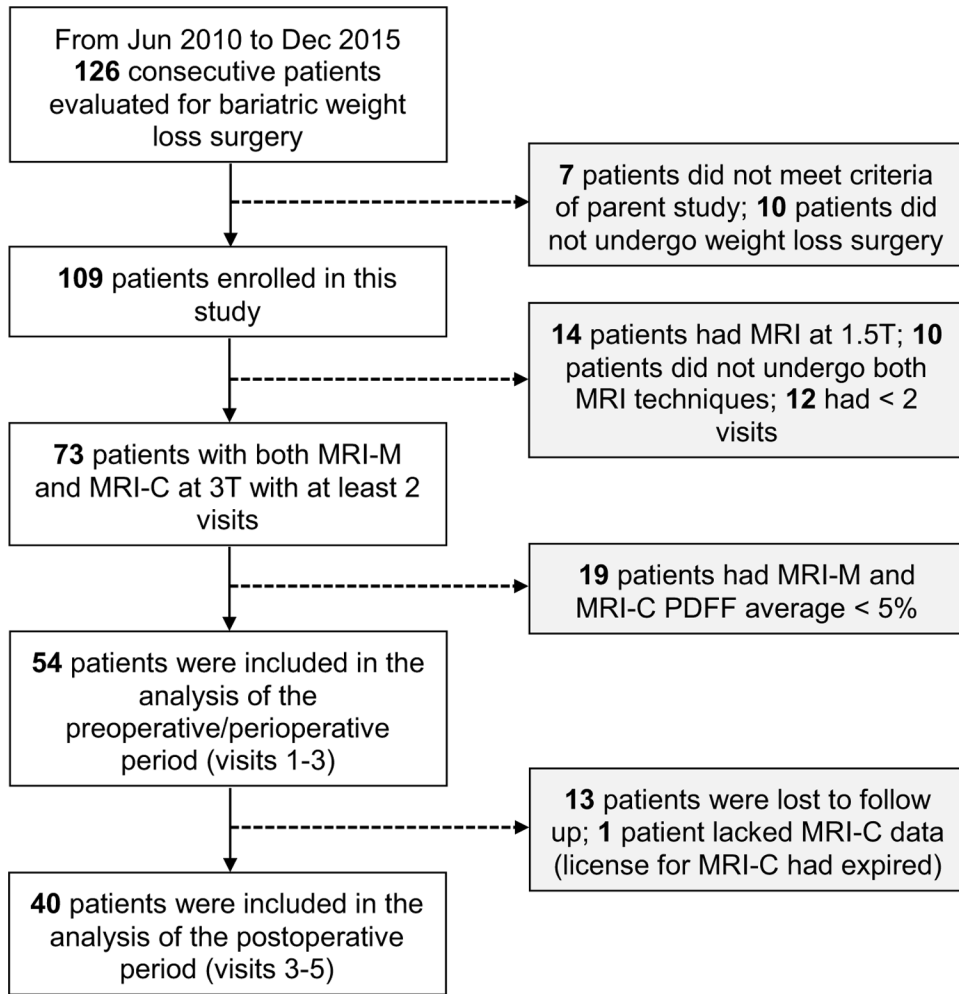 From Jun 2010 to Dec 2015
126 consecutive patients
evaluated for bariatric weight
loss surgery
7 patients did not meet criteria
of parent study; 10 patients did
not undergo weight loss surgery
109 patients enrolled in this
study
14 patients had MRI at 1.5T; 10
patients did not undergo both
MRI techniques; 12 had < 2
visits
73 patients with both MRI-M
and MRI-C at 3T with at least 2
visits
19 patients had MRI-M and
MRI-C PDFF average < 5%
54 patients were included in the
analysis of the
preoperative/perioperative
period (visits 1-3)
13 patients were lost to follow
up; 1 patient lacked MRI-C data
(license for MRI-C had expired)
40 patients were included in the
analysis of the postoperative
period (visits 3-5)